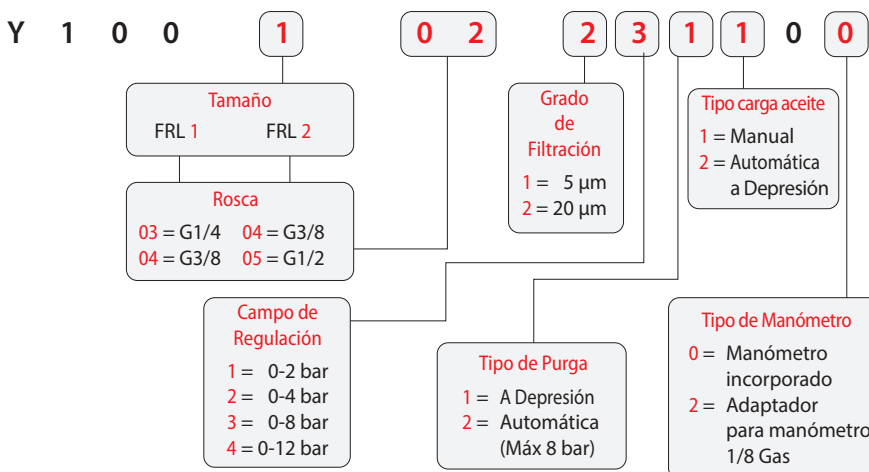 Y 1 0 0 1 0 2 2 3 1 1 0 0
Tamaño
FRL 1 FRL 2
Rosca
03 = G1/4 04 = G3/8
04 = G3/8 05 = G1/2
Grado
de
Filtración
1 = 5 µm
2 = 20 µm
Tipo carga aceite
1 = Manual
2 = Automática
a Depresión
Campo de
Regulación
1 = 0-2 bar
2 = 0-4 bar
3 = 0-8 bar
4 = 0-12 bar
Tipo de Purga
1 = A Depresión
2 = Automática
(Máx 8 bar)
Tipo de Manómetro
0 = Manómetro
incorporado
2 = Adaptador
para manómetro
1/8 Gas